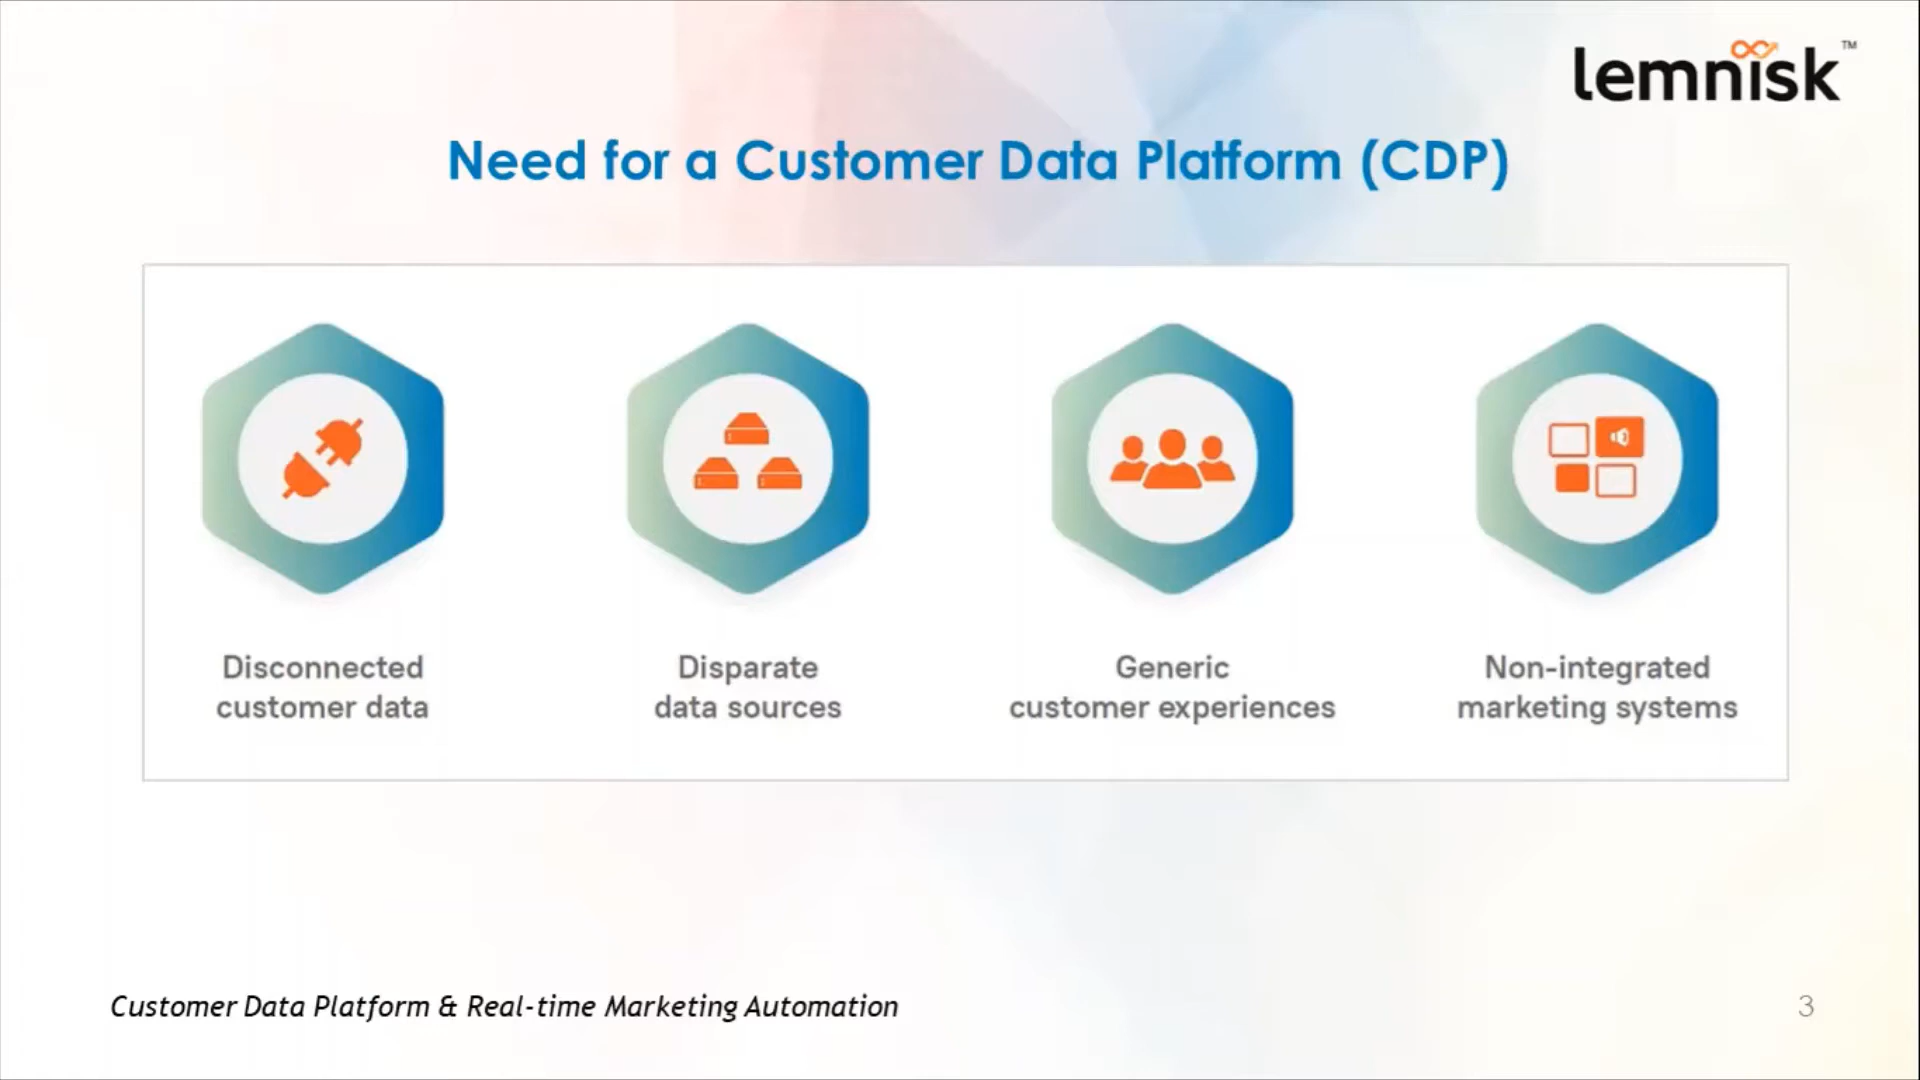 lemnisk™
Need for a Customer Data Platform (CDP)
Disconnected
customer data
Disparate
data sources
Generic
customer experiences
Non-integrated
marketing systems
Customer Data Platform & Real-time Marketing Automation
3